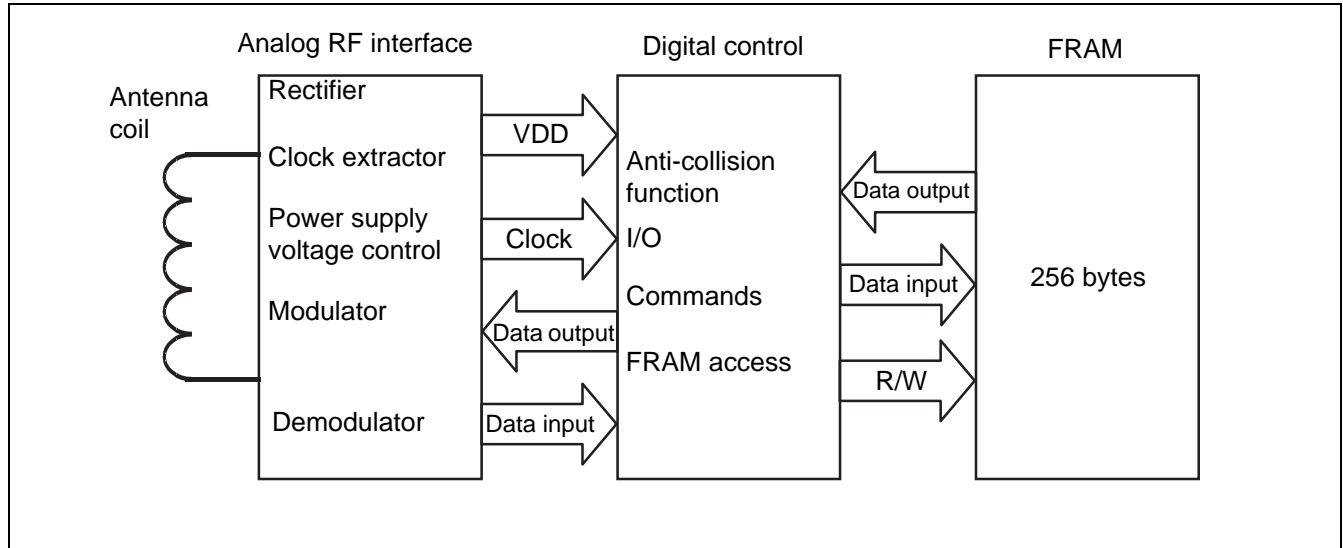 Analog RF interface
Digital control
FRAM
Antenna
coil
Rectifier
Clock extractor
Power supply
voltage control
Modulator
Demodulator
VDD
Clock
Data output
Data input
Anti-collision
function
I/O
Commands
FRAM access
Data output
Data input
R/W
256 bytes